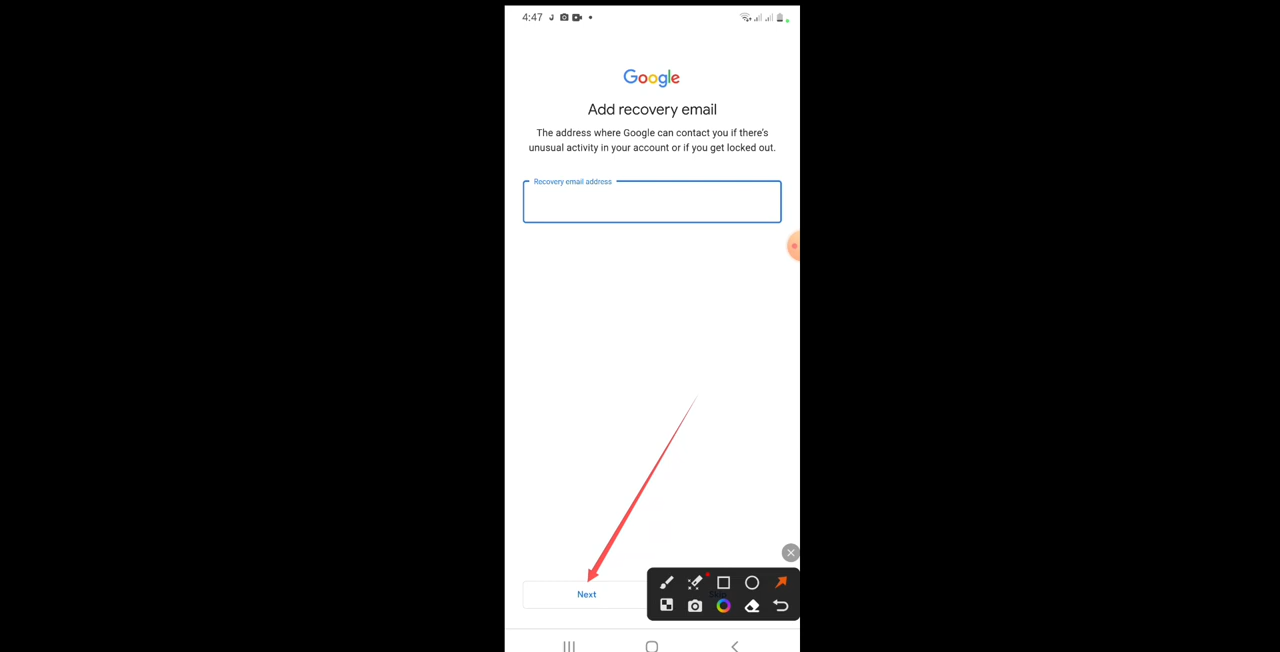 4:47
Google
Add recovery email
The address where Google can contact you if there's
unusual activity in your account or if you get locked out.
Recovery email address
Next